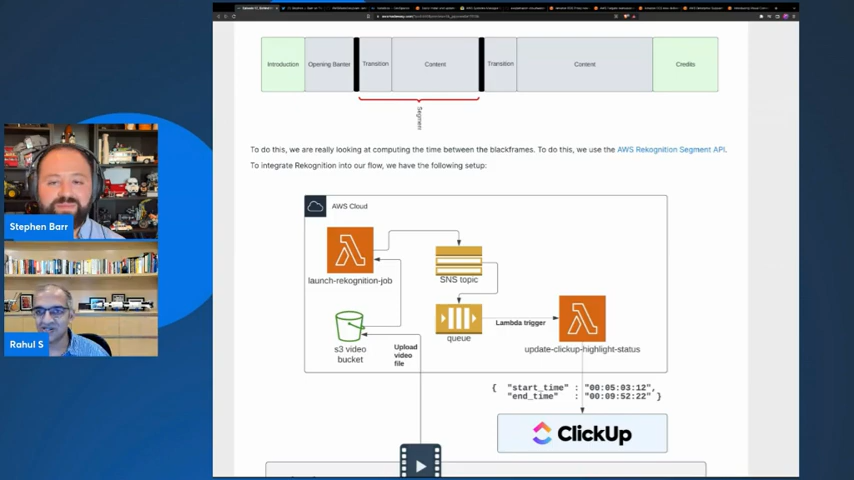 Introduction
Opening Banter
Transition
Content
Transition
Content
Credits
Segment
To do this, we are really looking at computing the time between the blackframes. To do this, we use the AWS Rekognition Segment API.
To integrate Rekognition into our flow, we have the following setup:
AWS Cloud
launch-rekognition-job
SNS topic
s3 video
bucket
Upload
video
file
queue
Lambda trigger
update-clickup-highlight-status
{ "start_time" : "00:05:03:12",
"end_time" : "00:09:52:22" }
ClickUp
Stephen Barr
Rahul S